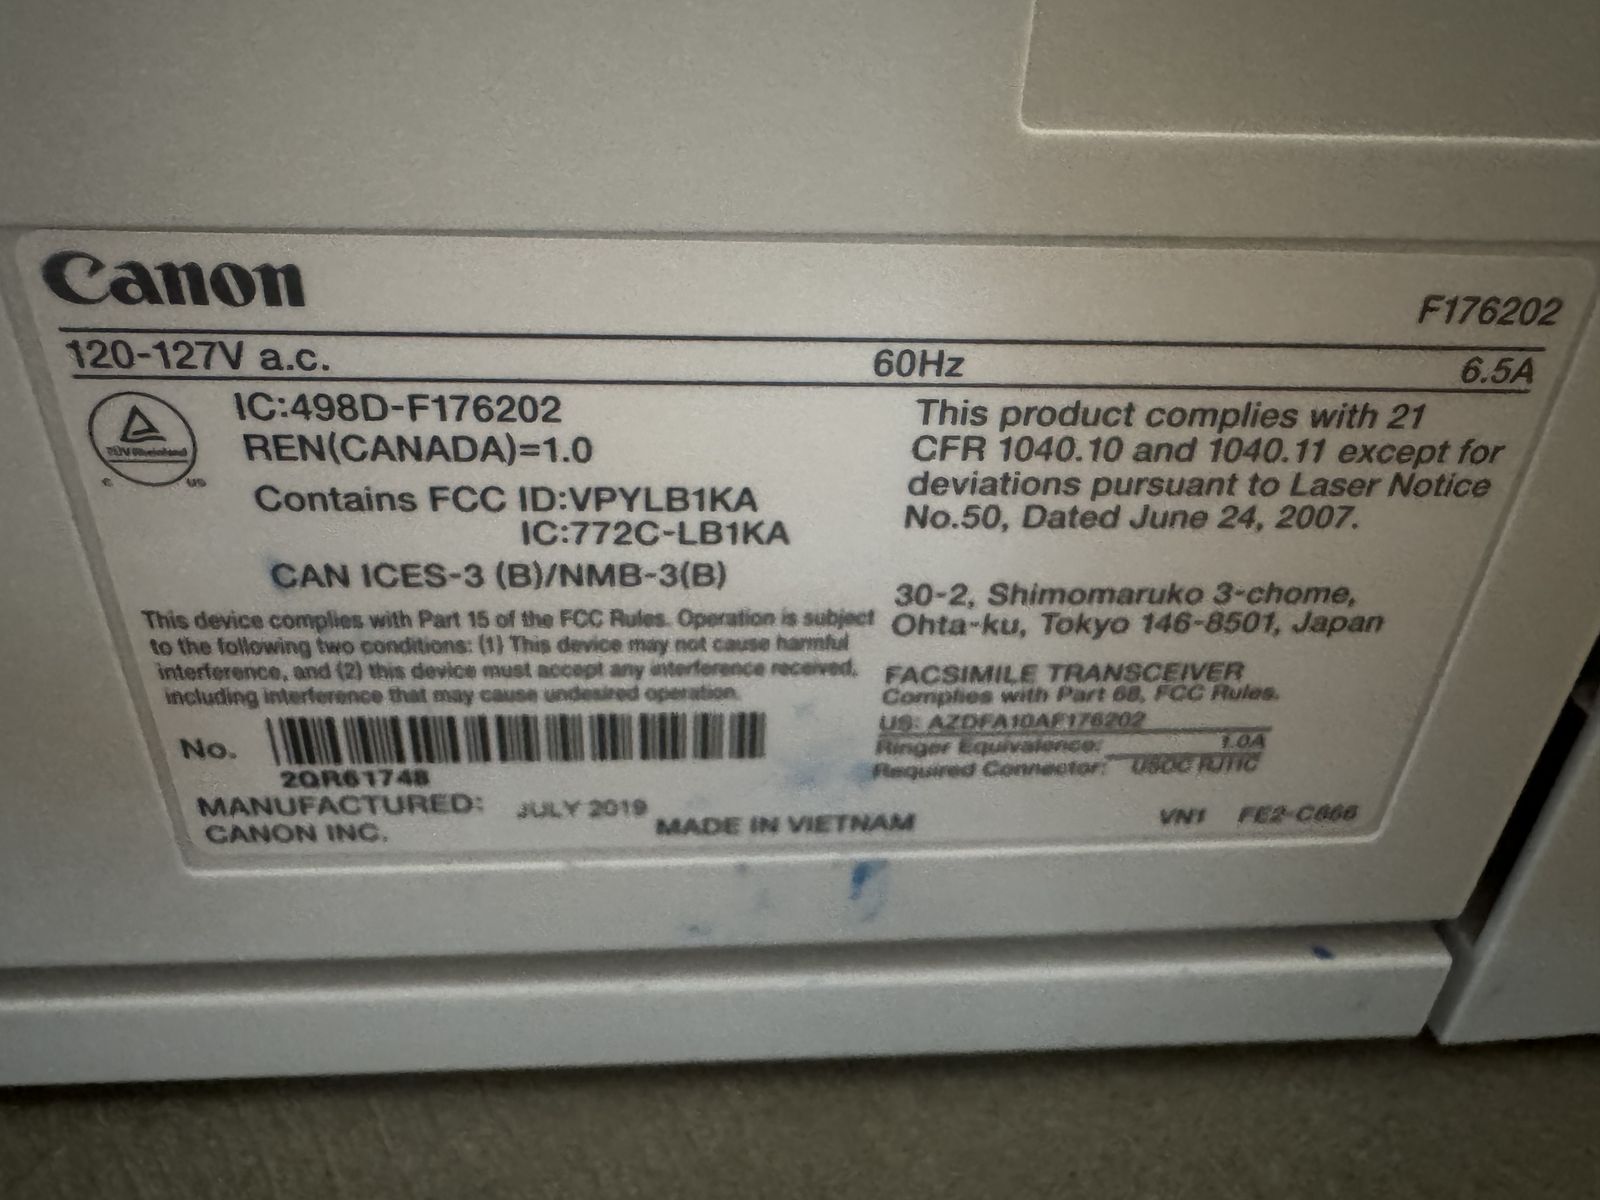 Canon
F176202
120-127V a.c. 60Hz 6.5A
TÜVRheinland
C US
IC:498D-F176202
REN(CANADA)=1.0
Contains FCC ID:VPYLB1KA
IC:772C-LB1KA
CAN ICES-3 (B)/NMB-3(B)
This device complies with Part 15 of the FCC Rules. Operation is subject
to the following two conditions: (1) This device may not cause harmful
interference, and (2) this device must accept any interference received,
including interference that may cause undesired operation.
No.
2QR61748
MANUFACTURED: JULY 2019
CANON INC.
MADE IN VIETNAM
This product complies with 21
CFR 1040.10 and 1040.11 except for
deviations pursuant to Laser Notice
No.50, Dated June 24, 2007.
30-2, Shimomaruko 3-chome,
Ohta-ku, Tokyo 146-8501, Japan
FACSIMILE TRANSCEIVER
Complies with Part 68, FCC Rules.
US: AZDFA10AF176202
Ringer Equivalence: 1.0A
Required Connector: USOC RJ11C
VN1 FE2-C666